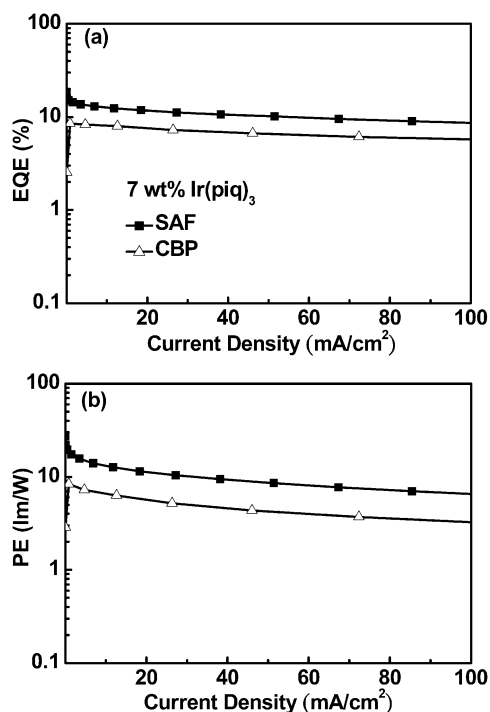 100
(a)
10
EQE (%)
7 wt% Ir(piq)3
1
SAF
CBP
0.1
20 40 60 80 100
Current Density (mA/cm2)
100
(b)
10
PE (lm/W)
1
0.1
0 20 40 60 80 100
Current Density (mA/cm2)